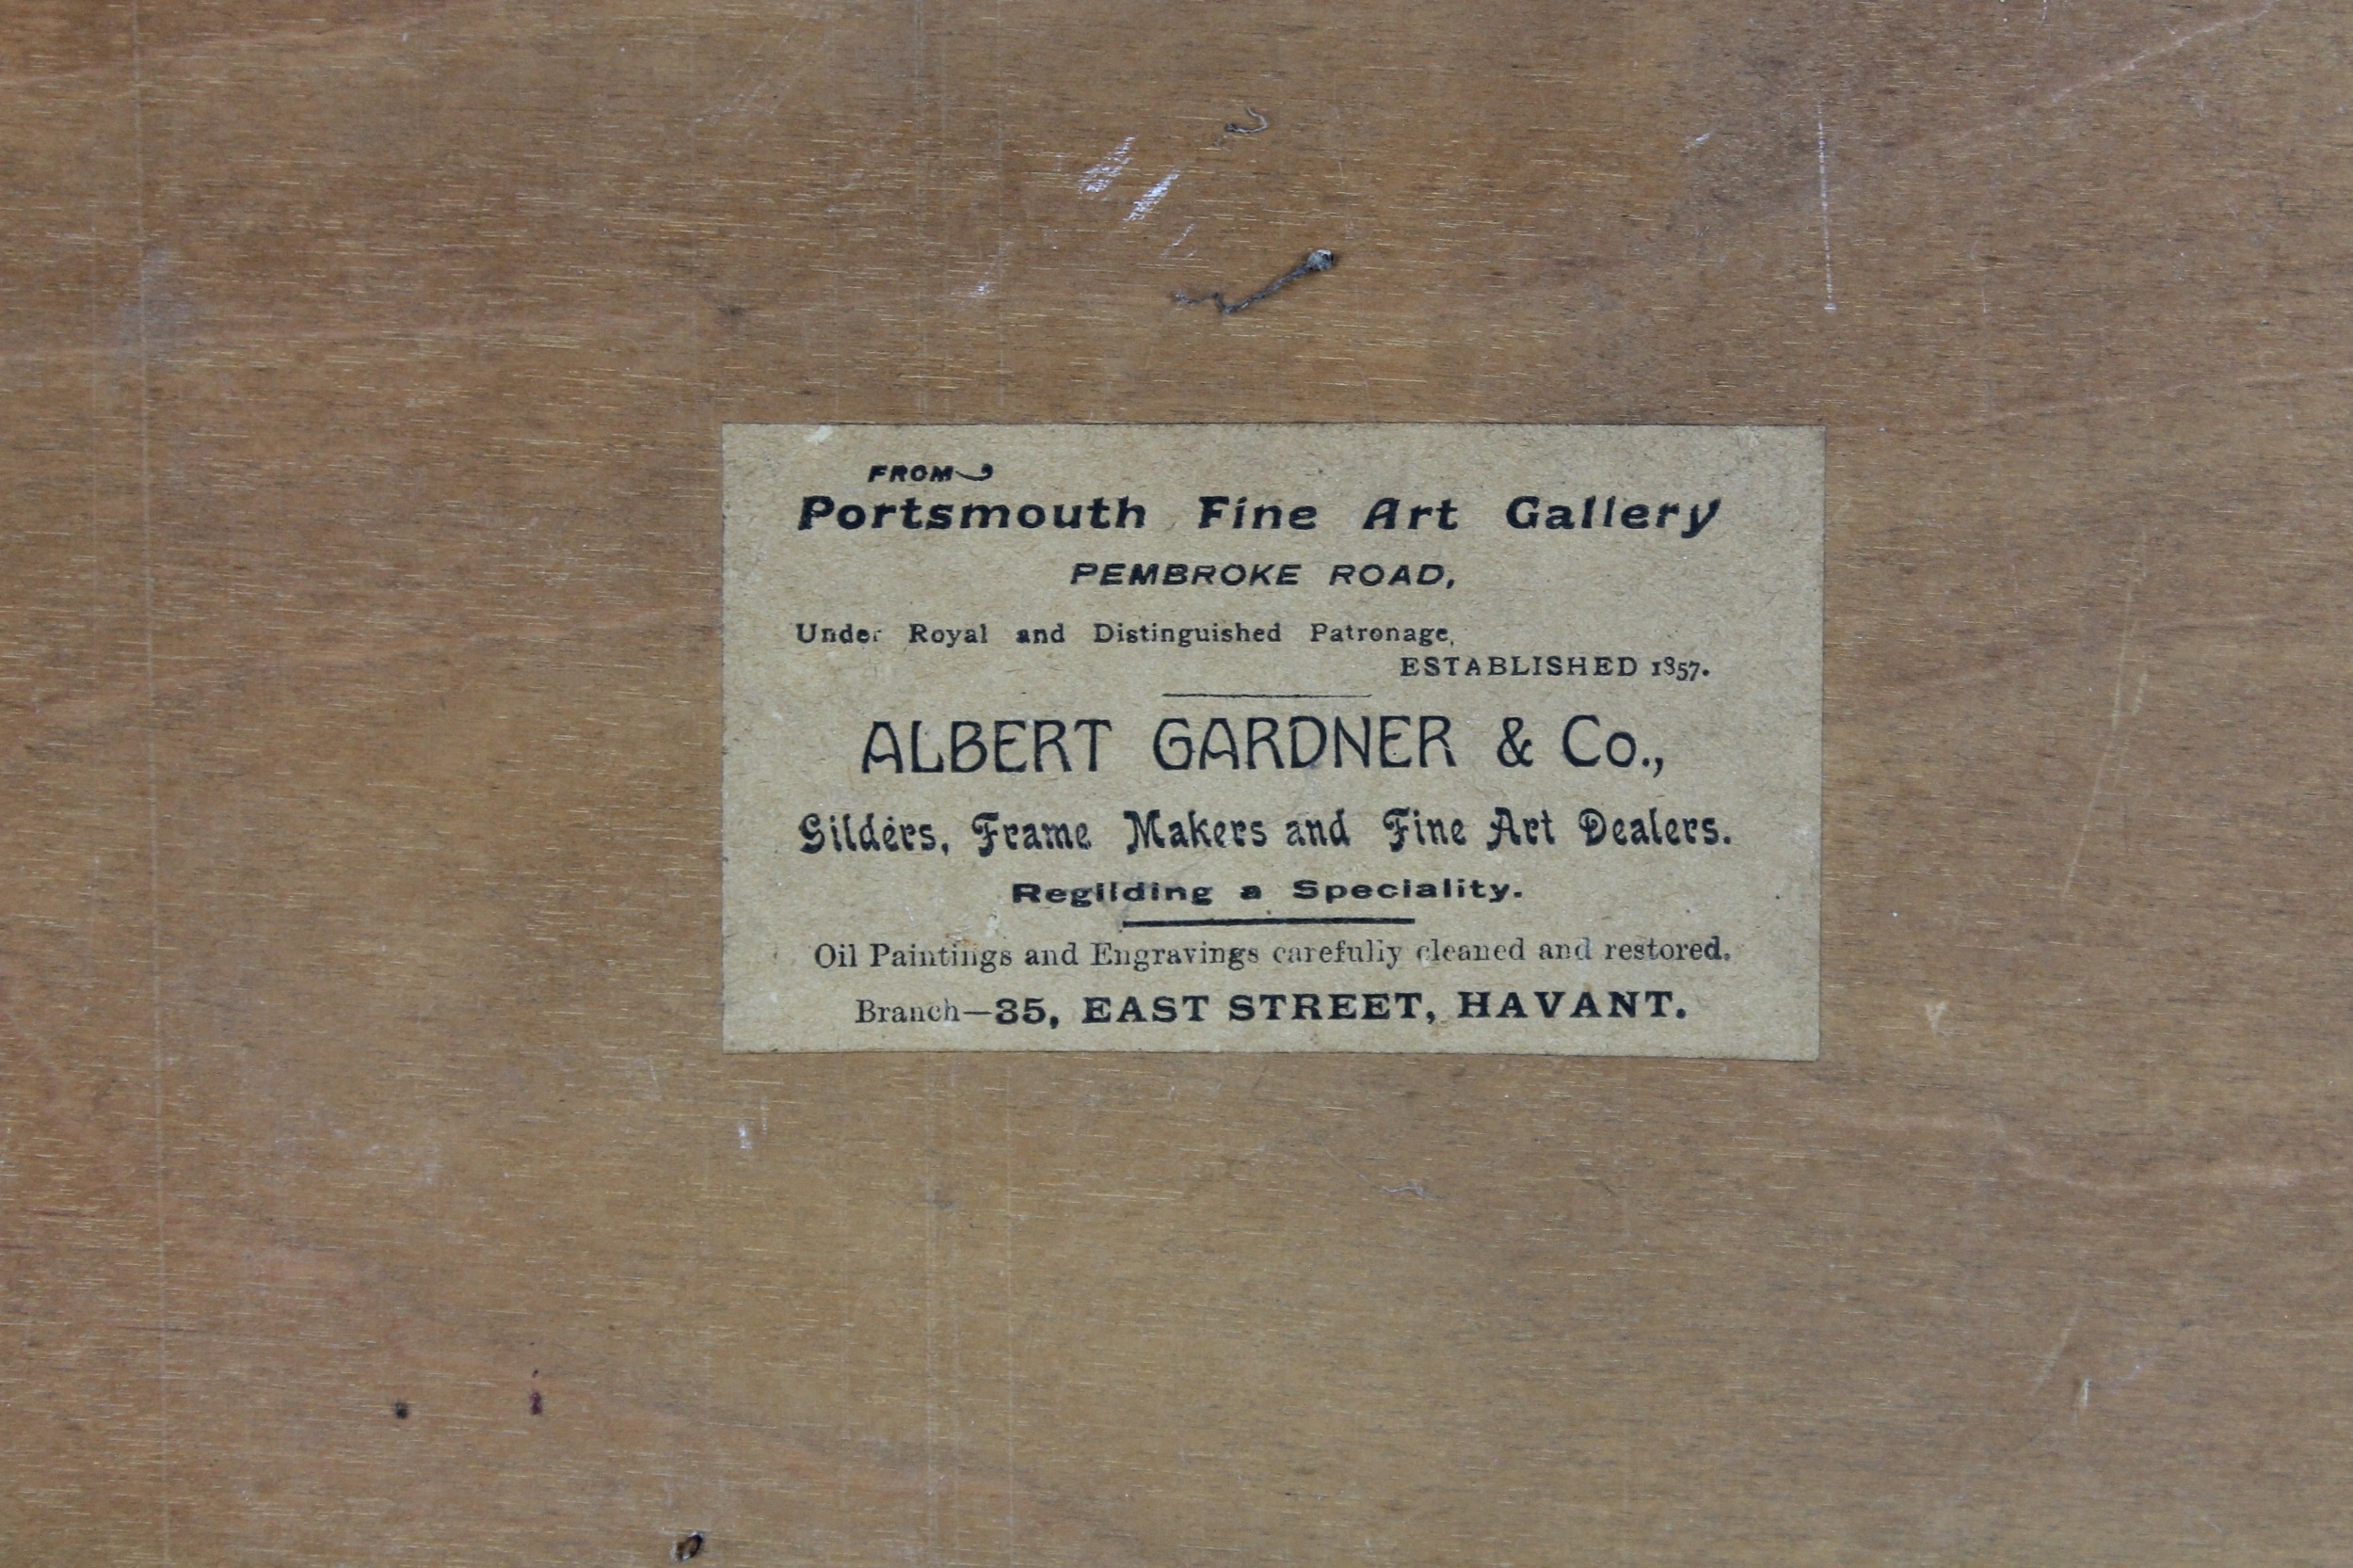 FROM
Portsmouth Fine Art Gallery
PEMBROKE ROAD,
Under Royal and Distinguished Patronage,
ESTABLISHED 1857.
ALBERT GARDNER & Co.,
Gilders, Frame Makers and Fine Art Dealers.
Regilding a Speciality.
Oil Paintings and Engravings carefully cleaned and restored.
Branch—35, EAST STREET, HAVANT.